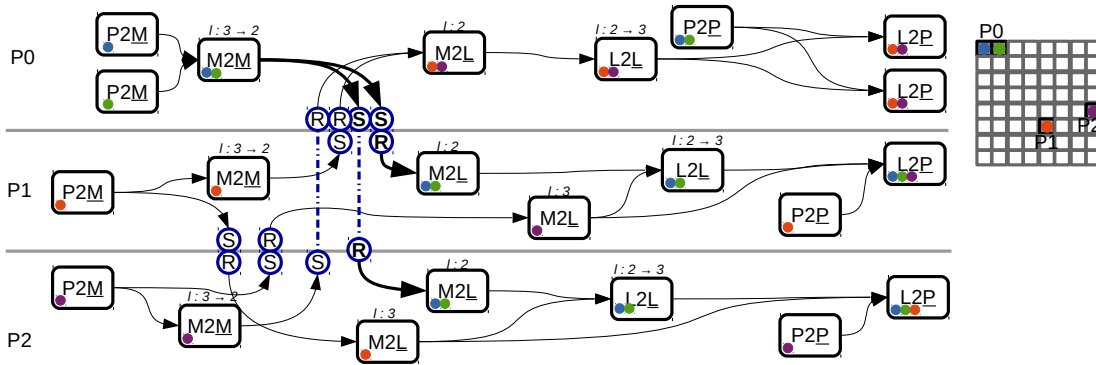 P0
P2M
P2M
l : 3 → 2
M2M
l : 2
M2L
l : 2 → 3
L2L
P2P
L2P
L2P
R
R
S
S
P0
P1
P2
P1
P2M
l : 3 → 2
M2M
S
R
l : 2
M2L
l : 2 → 3
L2L
l : 3
M2L
P2P
L2P
S
R
P2
P2M
R
S
S
R
l : 3 → 2
M2M
l : 3
M2L
l : 2
M2L
l : 2 → 3
L2L
P2P
L2P